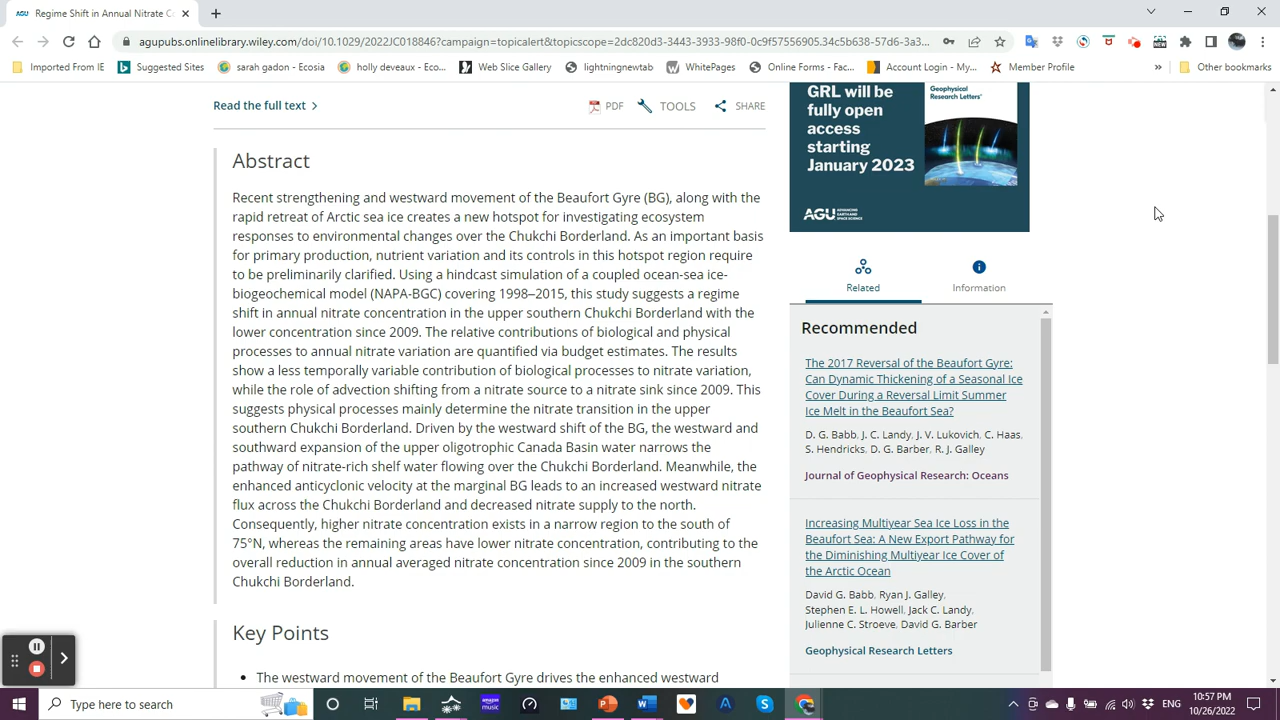 Regime Shift in Annual Nitrate Co
agupubs.onlinelibrary.wiley.com/doi/10.1029/2022JC018846?campaign=topicalert&topicscope=2dc820d3-3443-3933-98f0-0c9f57556905.34c5b638-57d6-3a3...
Imported From IE
Suggested Sites
sarah gadon - Ecosia
holly deveaux - Eco...
Web Slice Gallery
lightningnewtab
WhitePages
Online Forms - Fac...
Account Login - My...
Member Profile
»
Other bookmarks
Read the full text
PDF
TOOLS
SHARE
Abstract
Recent strengthening and westward movement of the Beaufort Gyre (BG), along with the
rapid retreat of Arctic sea ice creates a new hotspot for investigating ecosystem
responses to environmental changes over the Chukchi Borderland. As an important basis
for primary production, nutrient variation and its controls in this hotspot region require
to be preliminarily clarified. Using a hindcast simulation of a coupled ocean-sea ice-
biogeochemical model (NAPA-BGC) covering 1998–2015, this study suggests a regime
shift in annual nitrate concentration in the upper southern Chukchi Borderland with the
lower concentration since 2009. The relative contributions of biological and physical
processes to annual nitrate variation are quantified via budget estimates. The results
show a less temporally variable contribution of biological processes to nitrate variation,
while the role of advection shifting from a nitrate source to a nitrate sink since 2009. This
suggests physical processes mainly determine the nitrate transition in the upper
southern Chukchi Borderland. Driven by the westward shift of the BG, the westward and
southward expansion of the upper oligotrophic Canada Basin water narrows the
pathway of nitrate-rich shelf water flowing over the Chukchi Borderland. Meanwhile, the
enhanced anticyclonic velocity at the marginal BG leads to an increased westward nitrate
flux across the Chukchi Borderland and decreased nitrate supply to the north.
Consequently, higher nitrate concentration exists in a narrow region to the south of
75°N, whereas the remaining areas have lower nitrate concentration, contributing to the
overall reduction in annual averaged nitrate concentration since 2009 in the southern
Chukchi Borderland.
Key Points
• The westward movement of the Beaufort Gyre drives the enhanced westward
GRL will be
fully open
access
starting
January 2023
Geophysical
Research Letters
AGU ADVANCING
EARTH AND
SPACE SCIENCE
Related
Information
Recommended
The 2017 Reversal of the Beaufort Gyre:
Can Dynamic Thickening of a Seasonal Ice
Cover During a Reversal Limit Summer
Ice Melt in the Beaufort Sea?
D. G. Babb, J. C. Landy, J. V. Lukovich, C. Haas,
S. Hendricks, D. G. Barber, R. J. Galley
Journal of Geophysical Research: Oceans
Increasing Multiyear Sea Ice Loss in the
Beaufort Sea: A New Export Pathway for
the Diminishing Multiyear Ice Cover of
the Arctic Ocean
David G. Babb, Ryan J. Galley,
Stephen E. L. Howell, Jack C. Landy,
Julienne C. Stroeve, David G. Barber
Geophysical Research Letters
Type here to search
ENG
10:57 PM
10/26/2022